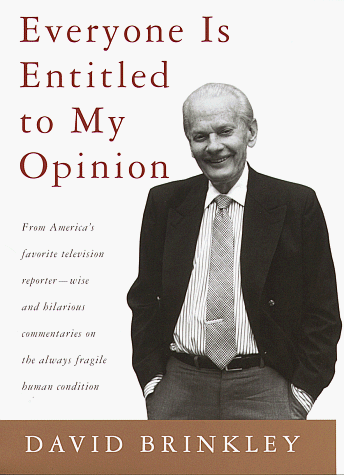 Everyone Is
Entitled
to My
Opinion
From America's
favorite television
reporter—wise
and hilarious
commentaries on
the always fragile
human condition
DAVID BRINKLEY